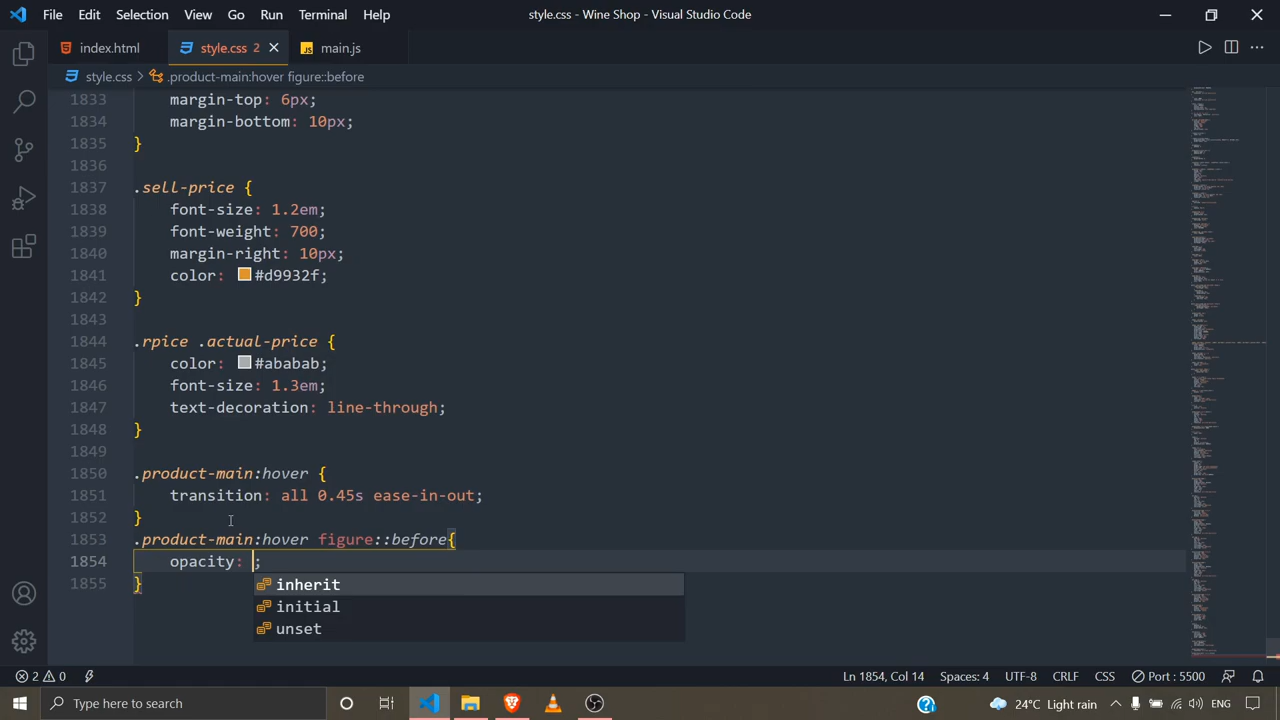 File Edit Selection View Go Run Terminal Help style.css - Wine Shop - Visual Studio Code
index.html style.css 2 main.js
style.css .product-main:hover figure::before
1833 margin-top: 6px;
1834 margin-bottom: 10px;
1835 }
1836
1837 .sell-price {
1838 font-size: 1.2em;
1839 font-weight: 700;
1840 margin-right: 10px;
1841 color: #d9932f;
1842 }
1843
1844 .rpice .actual-price {
1845 color: #ababab;
1846 font-size: 1.3em;
1847 text-decoration: line-through;
1848 }
1849
1850 .product-main:hover {
1851 transition: all 0.45s ease-in-out;
1852 }
1853 .product-main:hover figure::before{
1854 opacity: ;
1855 }
inherit
initial
unset
2 0 Ln 1854, Col 14 Spaces: 4 UTF-8 CRLF CSS Port : 5500
Type here to search 24°C Light rain ENG